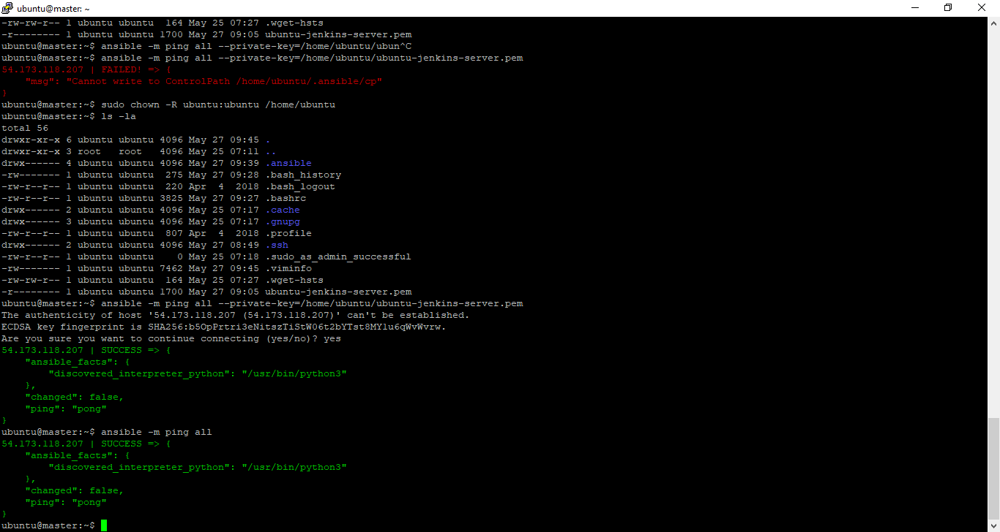 ubuntu@master: ~
-rw-rw-r-- 1 ubuntu ubuntu  164 May 25 07:27 .wget-hsts
-r-------- 1 ubuntu ubuntu 1700 May 27 09:05 ubuntu-jenkins-server.pem
ubuntu@master:~$ ansible -m ping all --private-key=/home/ubuntu/ubun^C
ubuntu@master:~$ ansible -m ping all --private-key=/home/ubuntu/ubuntu-jenkins-server.pem
54.173.118.207 | FAILED! => {
    "msg": "Cannot write to ControlPath /home/ubuntu/.ansible/cp"
}
ubuntu@master:~$ sudo chown -R ubuntu:ubuntu /home/ubuntu
ubuntu@master:~$ ls -la
total 56
drwxr-xr-x 6 ubuntu ubuntu 4096 May 27 09:45 .
drwxr-xr-x 3 root   root   4096 May 25 07:11 ..
drwx------ 4 ubuntu ubuntu 4096 May 27 09:39 .ansible
-rw------- 1 ubuntu ubuntu  275 May 27 09:28 .bash_history
-rw-r--r-- 1 ubuntu ubuntu  220 Apr  4  2018 .bash_logout
-rw-r--r-- 1 ubuntu ubuntu 3825 May 27 09:27 .bashrc
drwx------ 2 ubuntu ubuntu 4096 May 25 07:17 .cache
drwx------ 3 ubuntu ubuntu 4096 May 25 07:17 .gnupg
-rw-r--r-- 1 ubuntu ubuntu  807 Apr  4  2018 .profile
drwx------ 2 ubuntu ubuntu 4096 May 27 08:49 .ssh
-rw-r--r-- 1 ubuntu ubuntu    0 May 25 07:18 .sudo_as_admin_successful
-rw------- 1 ubuntu ubuntu 7462 May 27 09:45 .viminfo
-rw-rw-r-- 1 ubuntu ubuntu  164 May 25 07:27 .wget-hsts
-r-------- 1 ubuntu ubuntu 1700 May 27 09:05 ubuntu-jenkins-server.pem
ubuntu@master:~$ ansible -m ping all --private-key=/home/ubuntu/ubuntu-jenkins-server.pem
The authenticity of host '54.173.118.207 (54.173.118.207)' can't be established.
ECDSA key fingerprint is SHA256:b5OpPrtri3eNitszTiStW06t2bYTst8MYlu6qWvWvrw.
Are you sure you want to continue connecting (yes/no)? yes
54.173.118.207 | SUCCESS => {
    "ansible_facts": {
        "discovered_interpreter_python": "/usr/bin/python3"
    },
    "changed": false,
    "ping": "pong"
}
ubuntu@master:~$ ansible -m ping all
54.173.118.207 | SUCCESS => {
    "ansible_facts": {
        "discovered_interpreter_python": "/usr/bin/python3"
    },
    "changed": false,
    "ping": "pong"
}
ubuntu@master:~$